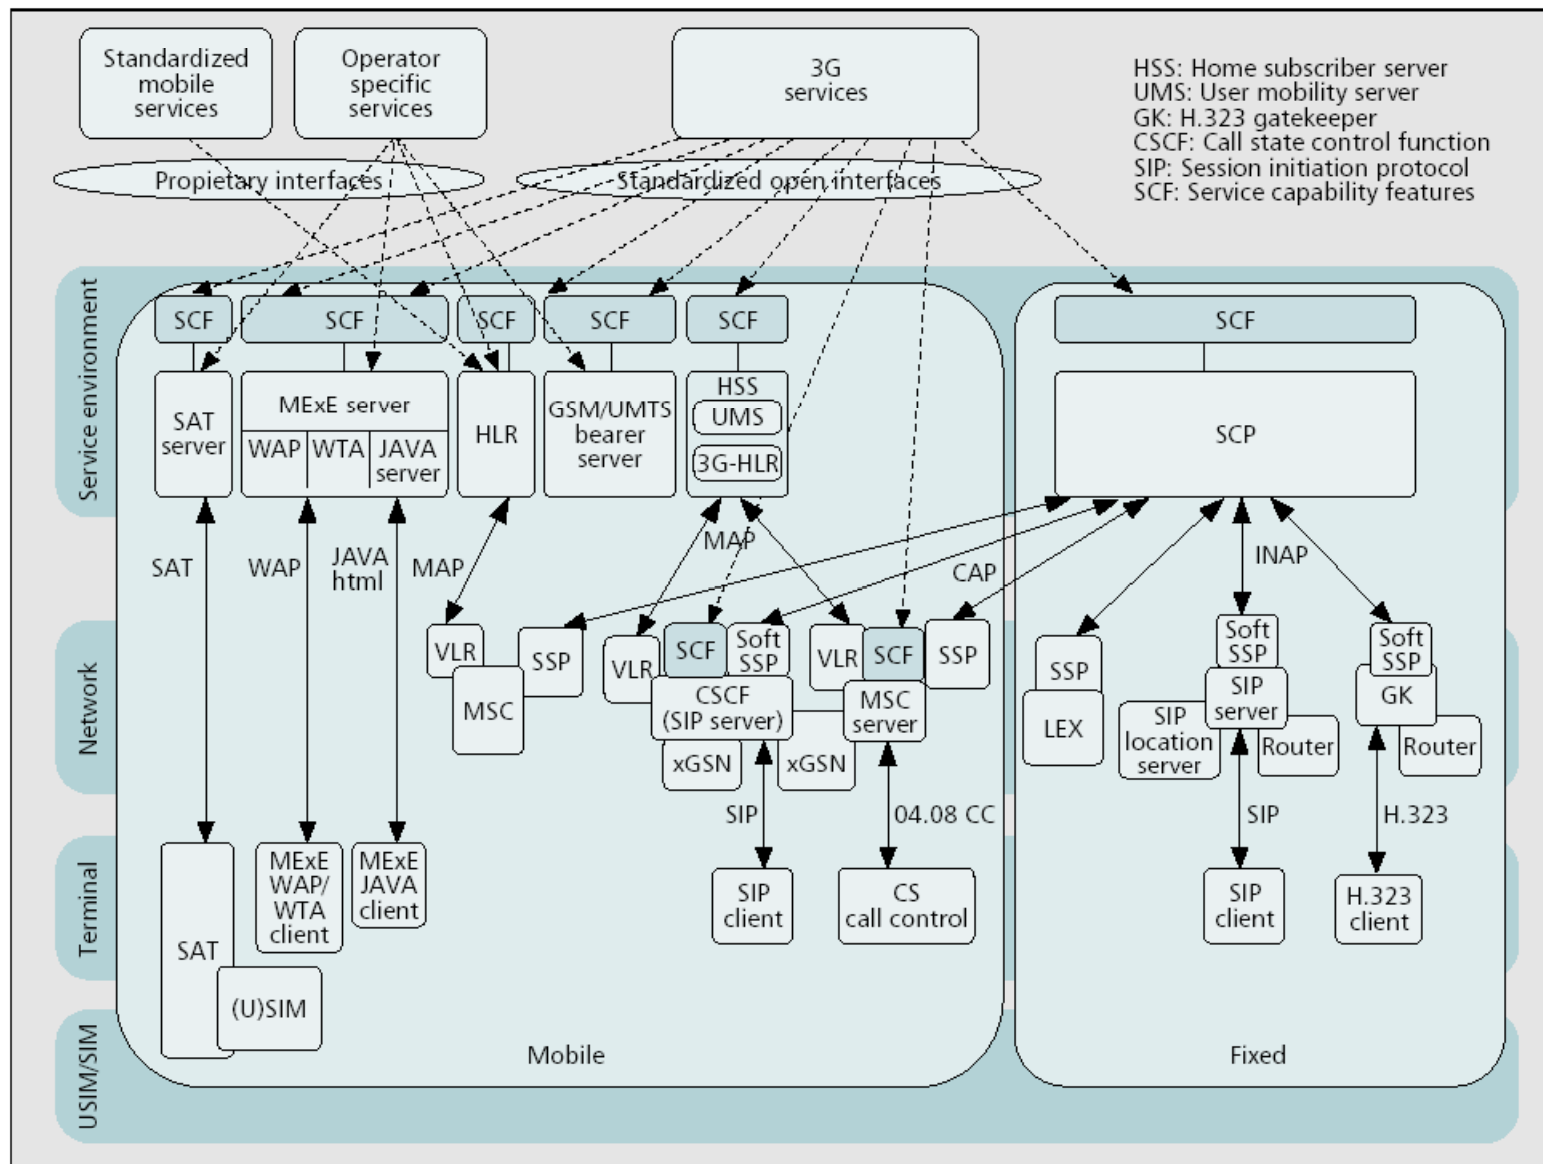 Standardized
mobile
services
Operator
specific
services
3G
services
HSS: Home subscriber server
UMS: User mobility server
GK: H.323 gatekeeper
CSCF: Call state control function
SIP: Session initiation protocol
SCF: Service capability features
Propietary interfaces
Standardized open interfaces
Service environment
SCF
SCF
SCF
SCF
SCF
SCF
SAT
server
MExE server
WAP
WTA
JAVA
server
HLR
GSM/UMTS
bearer
server
HSS
UMS
3G-HLR
SCP
SAT
WAP
JAVA
html
MAP
MAP
CAP
INAP
Network
VLR
SSP
MSC
VLR
SCF
Soft
SSP
CSCF
(SIP server)
xGSN
VLR
SCF
SSP
MSC
server
xGSN
SSP
LEX
Soft
SSP
SIP
server
SIP
location
server
Router
Soft
SSP
GK
Router
SIP
04.08 CC
SIP
H.323
Terminal
SAT
MExE
WAP/
WTA
client
MExE
JAVA
client
SIP
client
CS
call control
SIP
client
H.323
client
(U)SIM
USIM/SIM
Mobile
Fixed